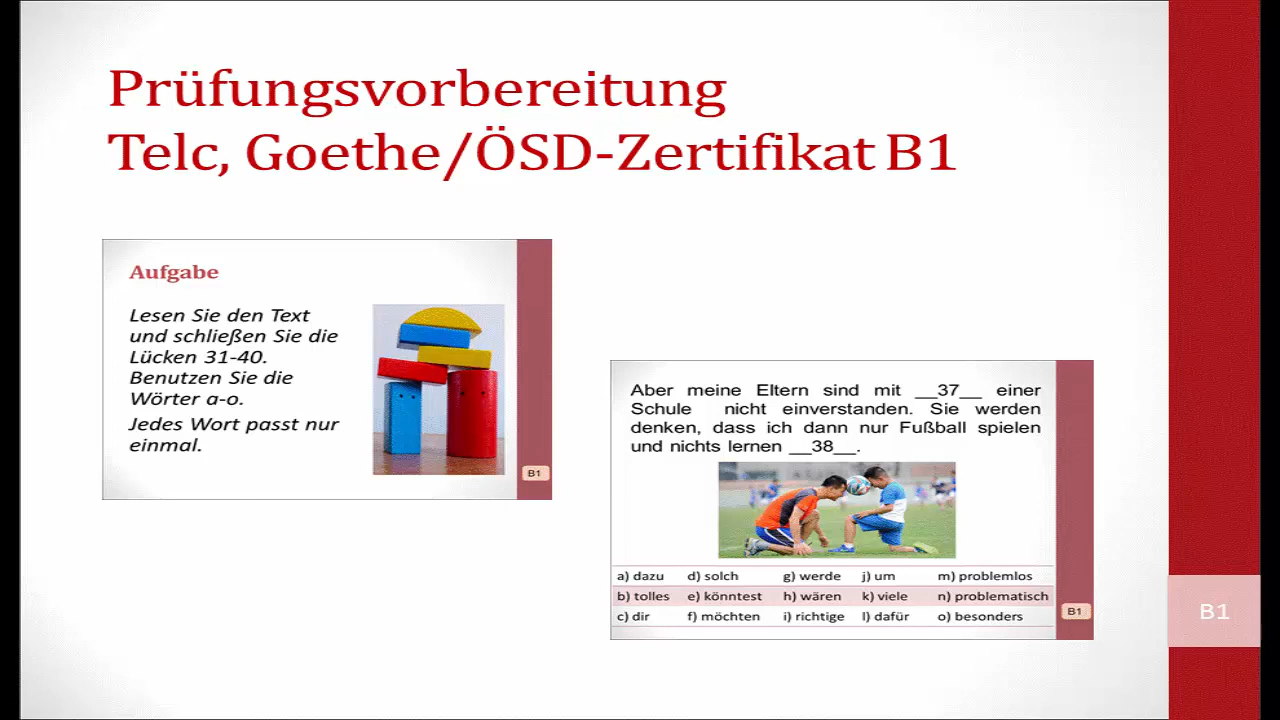 Prüfungsvorbereitung
Telc, Goethe/ÖSD-Zertifikat B1
Aufgabe
Lesen Sie den Text
und schließen Sie die
Lücken 31-40.
Benutzen Sie die
Wörter a-o.
Jedes Wort passt nur
einmal.
B1
Aber meine Eltern sind mit __37__ einer
Schule nicht einverstanden. Sie werden
denken, dass ich dann nur Fußball spielen
und nichts lernen __38__.
a) dazu d) solch g) werde j) um m) problemlos
b) tolles e) könntest h) wären k) viele n) problematisch
c) dir f) möchten i) richtige l) dafür o) besonders
B1
B1